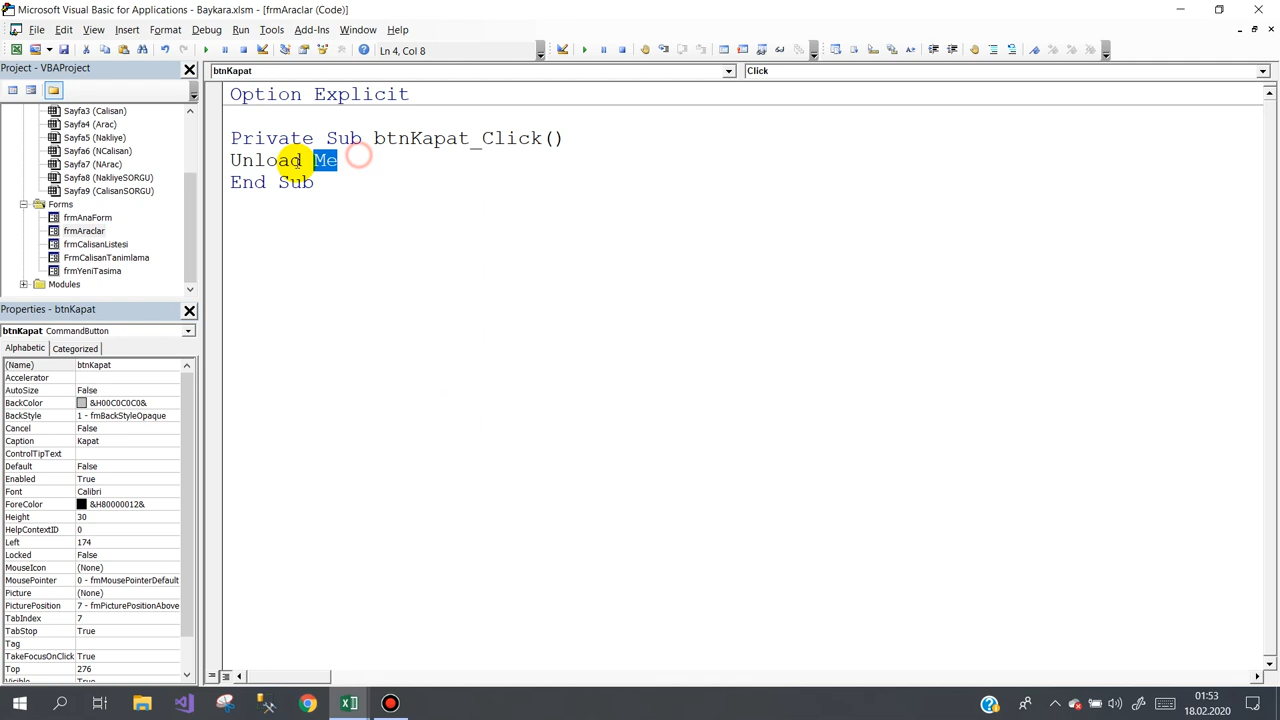 Microsoft Visual Basic for Applications - Baykara.xlsm - [frmAraclar (Code)]
File Edit View Insert Format Debug Run Tools Add-Ins Window Help
Ln 4, Col 8
Project - VBAProject
btnKapat
Click
Sayfa3 (Calisan)
Sayfa4 (Arac)
Sayfa5 (Nakliye)
Sayfa6 (NCalisan)
Sayfa7 (NArac)
Sayfa8 (NakliyeSORGU)
Sayfa9 (CalisanSORGU)
Forms
frmAnaForm
frmAraclar
frmCalisanListesi
FrmCalisanTanimlama
frmYeniTasima
Modules
Option Explicit
Private Sub btnKapat_Click()
Unload Me
End Sub
Properties - btnKapat
btnKapat CommandButton
Alphabetic Categorized
(Name) btnKapat
Accelerator
AutoSize False
BackColor &H00C0C0C0&
BackStyle 1 - fmBackStyleOpaque
Cancel False
Caption Kapat
ControlTipText
Default False
Enabled True
Font Calibri
ForeColor &H80000012&
Height 30
HelpContextID 0
Left 174
Locked False
MouseIcon (None)
MousePointer 0 - fmMousePointerDefault
Picture (None)
PicturePosition 7 - fmPicturePositionAbove
TabIndex 7
TabStop True
Tag
TakeFocusOnClick True
Top 276
Visible True
01:53
18.02.2020